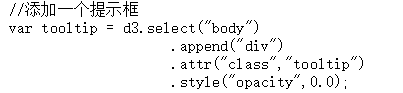 //添加一个提示框
var tooltip = d3.select("body")
.append("div")
.attr("class","tooltip")
.style("opacity",0.0);